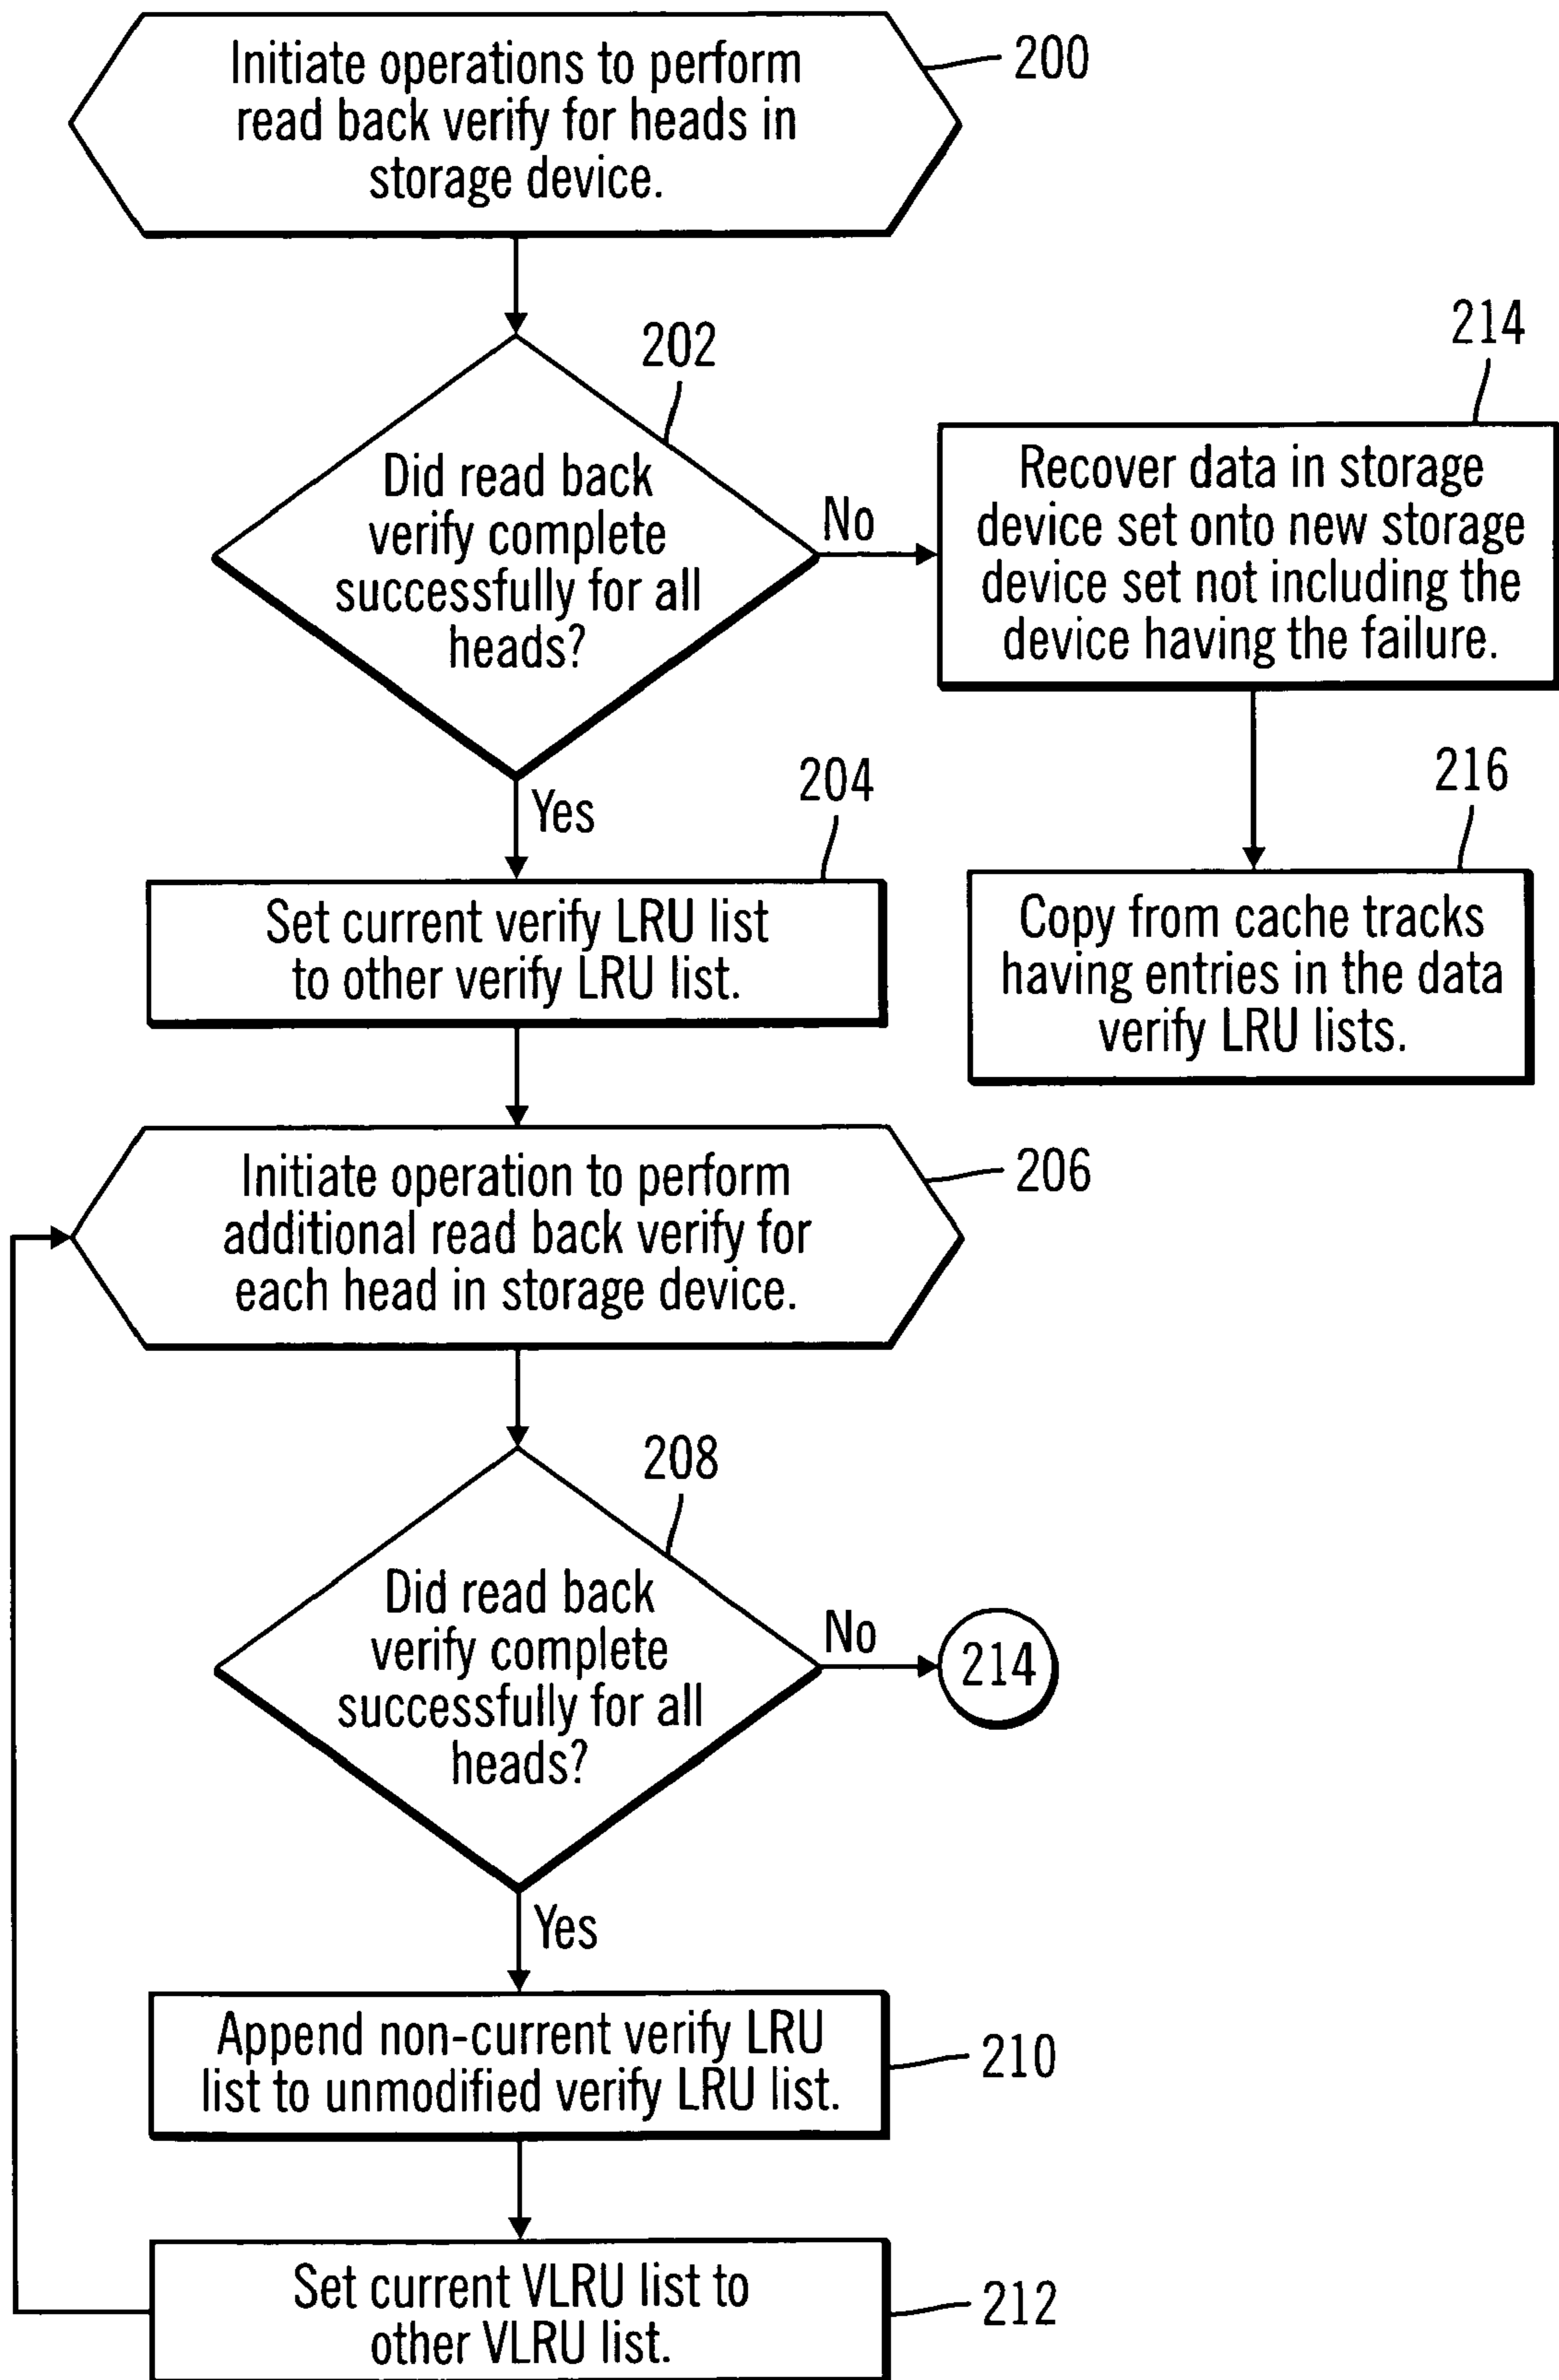 Initiate operations to perform
read back verify for heads in
storage device.
200
202
Did read back
verify complete
successfully for all
heads?
No
Yes
214
Recover data in storage
device set onto new storage
device set not including the
device having the failure.
216
Copy from cache tracks
having entries in the data
verify LRU lists.
204
Set current verify LRU list
to other verify LRU list.
Initiate operation to perform
additional read back verify for
each head in storage device.
206
208
Did read back
verify complete
successfully for all
heads?
No
214
Yes
Append non-current verify LRU
list to unmodified verify LRU list.
210
Set current VLRU list to
other VLRU list.
212